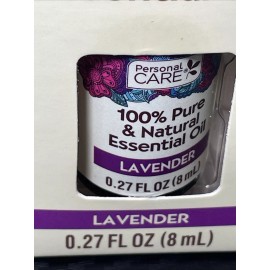 Personal
CARE®
100% Pure
& Natural
Essential Oil
LAVENDER
0.27 FL OZ (8 mL)
LAVENDER
0.27 FL OZ (8 mL)